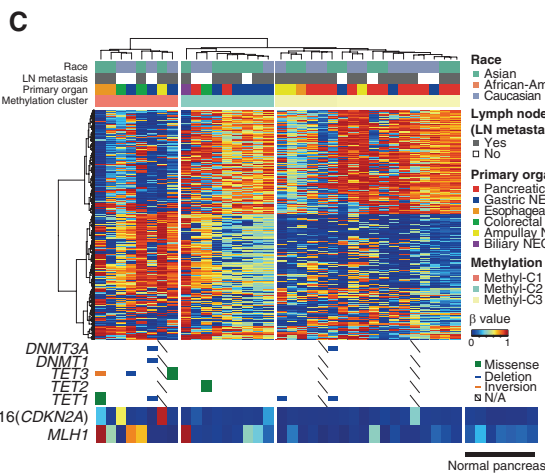 C
Race
LN metastasis
Primary organ
Methylation cluster
Race
Asian
African-Am
Caucasian
Lymph node
(LN metasta
Yes
No
Primary orga
Pancreatic
Gastric NE
Esophagea
Colorectal
Ampullay N
Biliary NEC
Methylation
Methyl-C1
Methyl-C2
Methyl-C3
β value
0 1
DNMT3A
DNMT1
TET3
TET2
TET1
16(CDKN2A)
MLH1
Missense
Deletion
Inversion
N/A
Normal pancreas